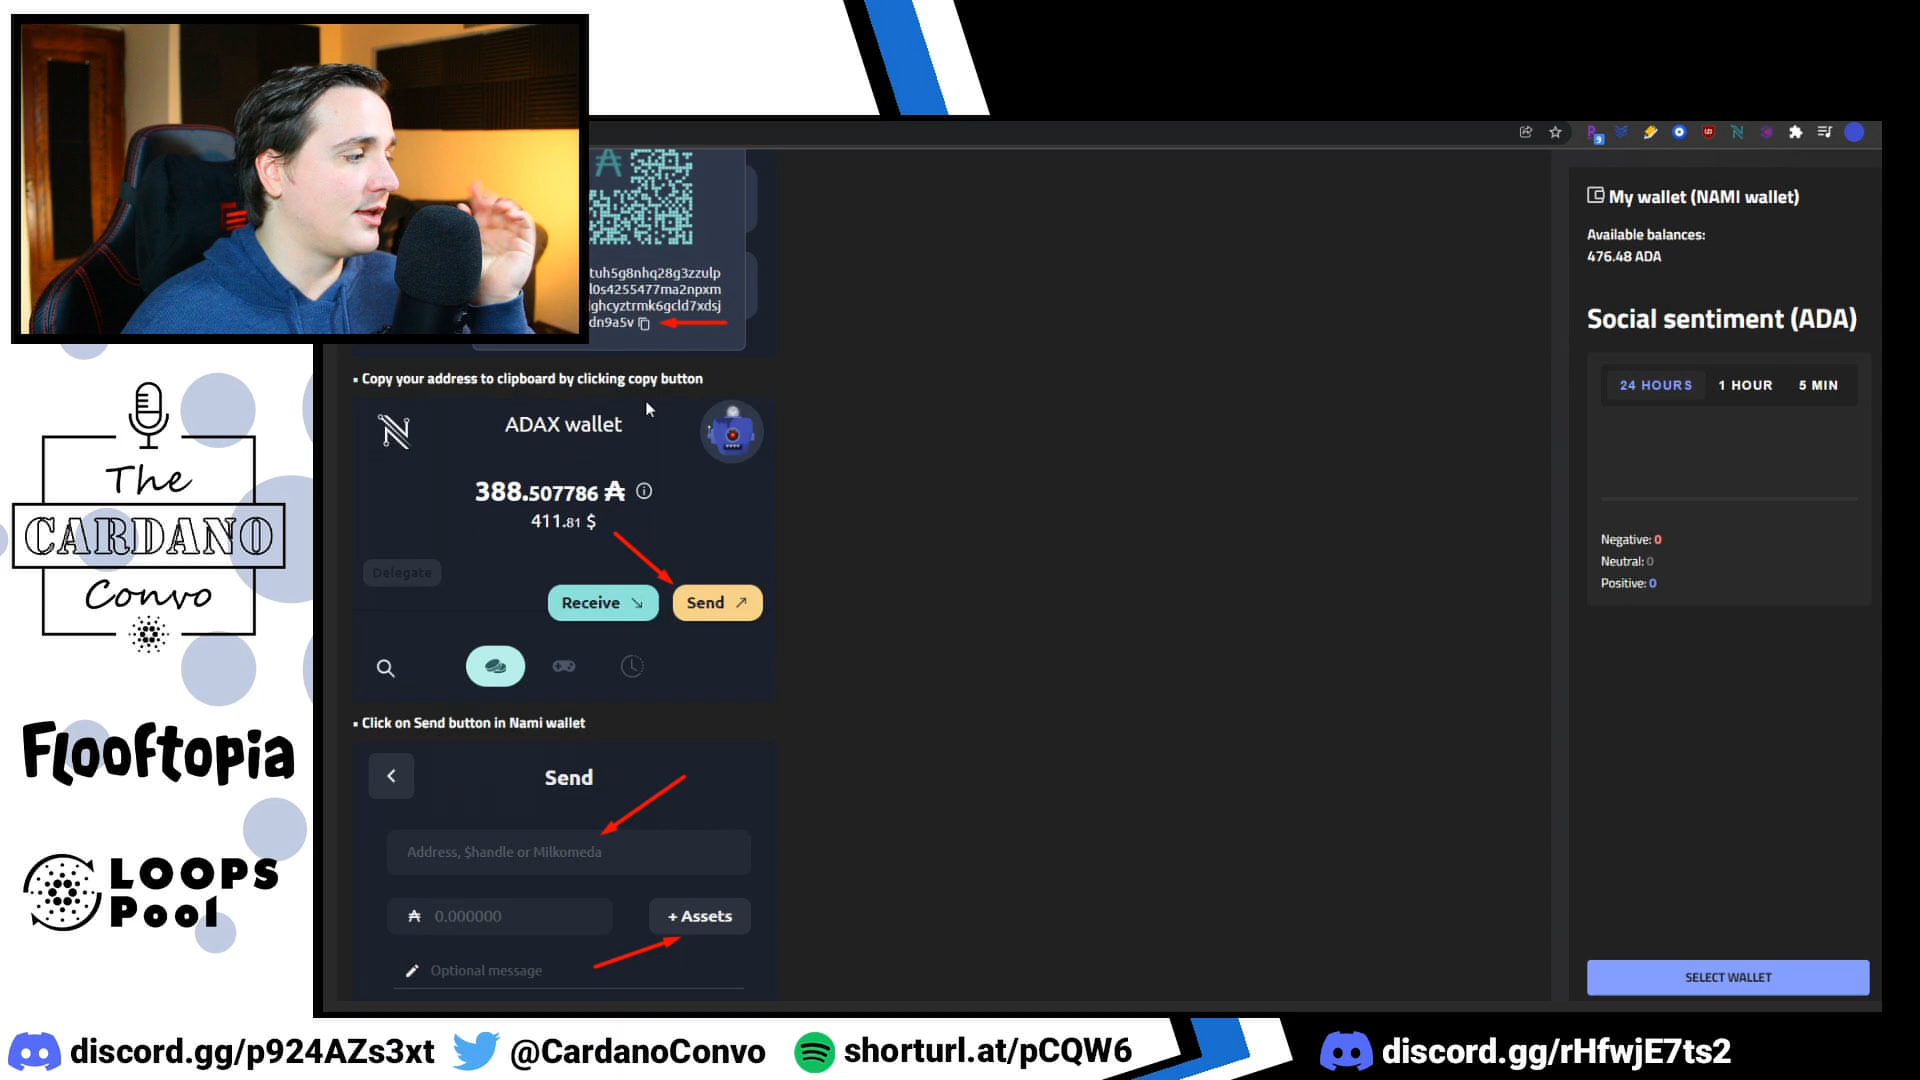 tuh5g8nhq28g3zzulp
l0s4255477ma2npxm
ghcyztrmk6gcld7xdsj
dn9a5v
▪ Copy your address to clipboard by clicking copy button
ADAX wallet
388.507786 ₳
411.81 $
Delegate
Receive
Send
▪ Click on Send button in Nami wallet
Send
Address, $handle or Milkomeda
₳ 0.000000
+ Assets
Optional message
My wallet (NAMI wallet)
Available balances:
476.48 ADA
Social sentiment (ADA)
24 HOURS
1 HOUR
5 MIN
Negative: 0
Neutral: 0
Positive: 0
SELECT WALLET
The
CARDANO
Convo
Flooftopia
LOOPS
Pool
discord.gg/p924AZs3xt
@CardanoConvo
shorturl.at/pCQW6
discord.gg/rHfwjE7ts2